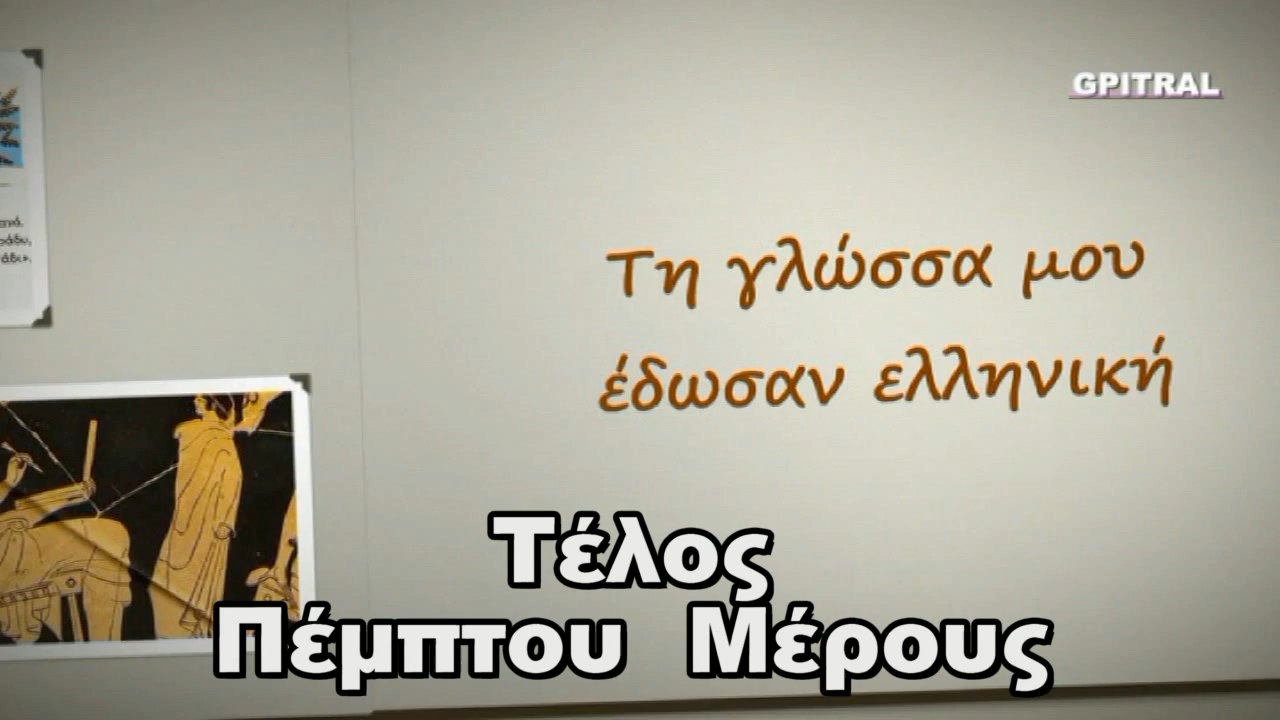 GPITRAL
Τη γλώσσα μου
έδωσαν ελληνική
Τέλος
Πέμπτου Μέρους